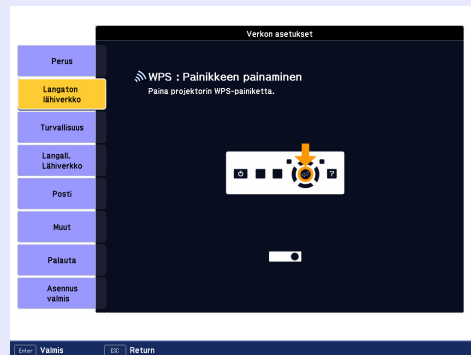 Verkon asetukset
Perus
Langaton
lähiverkko
Turvallisuus
Langall.
Lähiverkko
Posti
Muut
Palauta
Asennus
valmis
WPS : Painikkeen painaminen
Paina projektorin WPS-painiketta.
?
Enter Valmis ESC Return